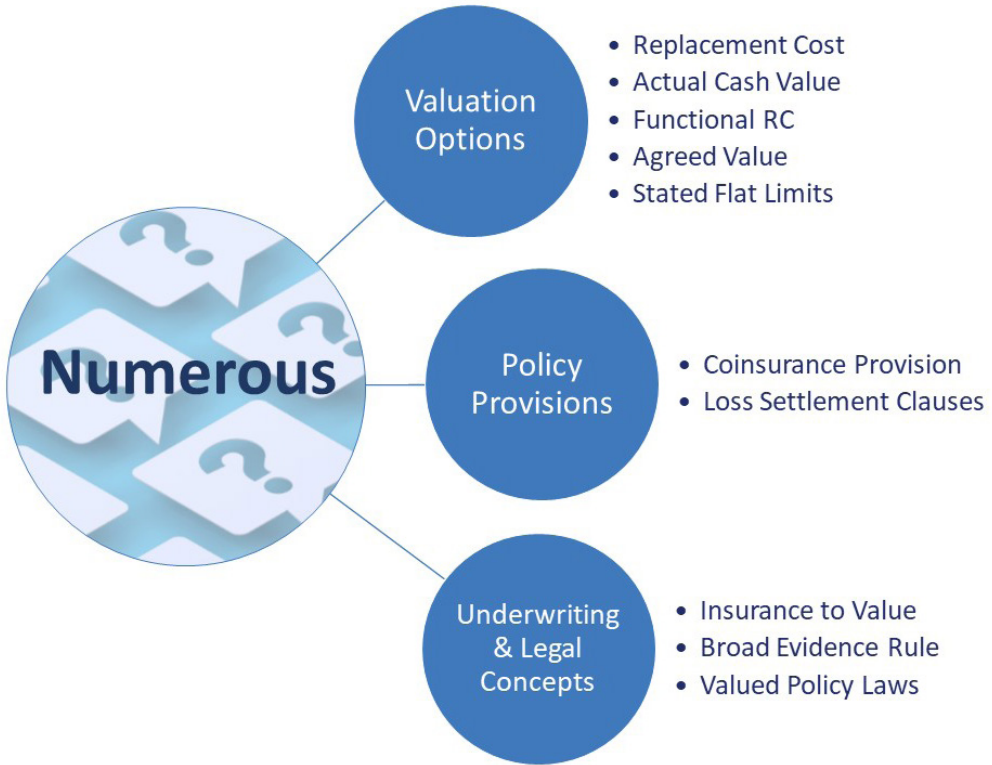 Numerous
Valuation
Options
• Replacement Cost
• Actual Cash Value
• Functional RC
• Agreed Value
• Stated Flat Limits
Policy
Provisions
• Coinsurance Provision
• Loss Settlement Clauses
Underwriting
& Legal
Concepts
• Insurance to Value
• Broad Evidence Rule
• Valued Policy Laws